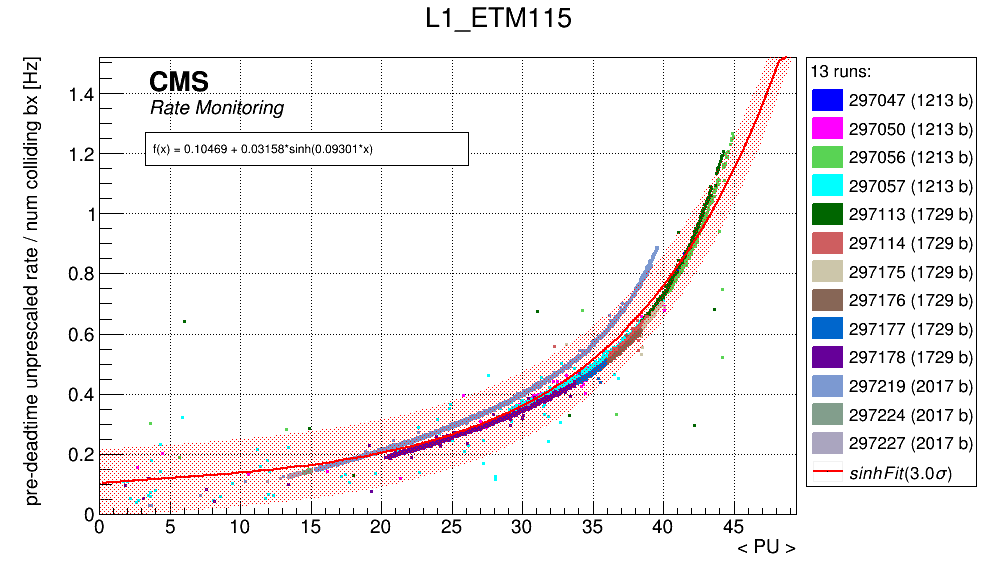 L1_ETM115
pre-deadtime unprescaled rate / num colliding bx [Hz]
CMS
Rate Monitoring
f(x) = 0.10469 + 0.03158*sinh(0.09301*x)
1.4
1.2
1
0.8
0.6
0.4
0.2
0
0 5 10 15 20 25 30 35 40 45
< PU >
13 runs:
297047 (1213 b)
297050 (1213 b)
297056 (1213 b)
297057 (1213 b)
297113 (1729 b)
297114 (1729 b)
297175 (1729 b)
297176 (1729 b)
297177 (1729 b)
297178 (1729 b)
297219 (2017 b)
297224 (2017 b)
297227 (2017 b)
sinhFit(3.0σ)